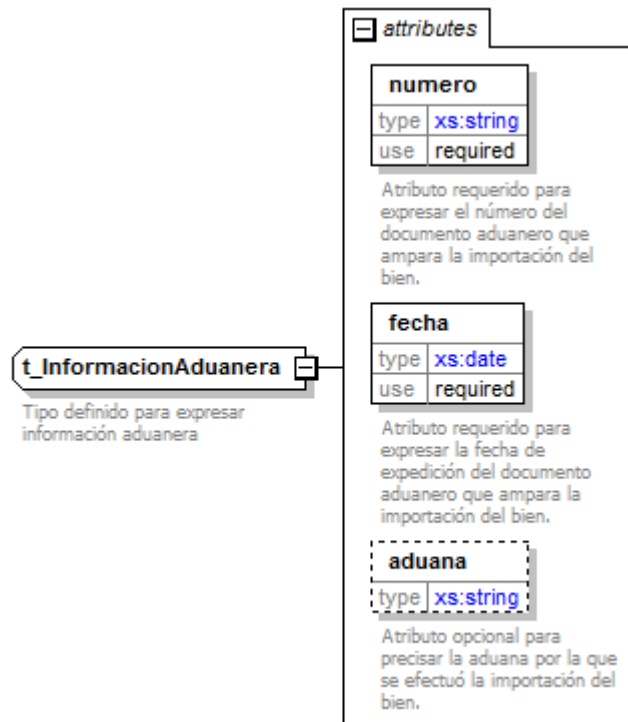 attributes
numero
type xs:string
use required
Atributo requerido para
expresar el número del
documento aduanero que
ampara la importación del
bien.
fecha
type xs:date
use required
Atributo requerido para
expresar la fecha de
expedición del documento
aduanero que ampara la
importación del bien.
aduana
type xs:string
Atributo opcional para
precisar la aduana por la que
se efectuó la importación del
bien.
t_InformacionAduanera
Tipo definido para expresar
información aduanera